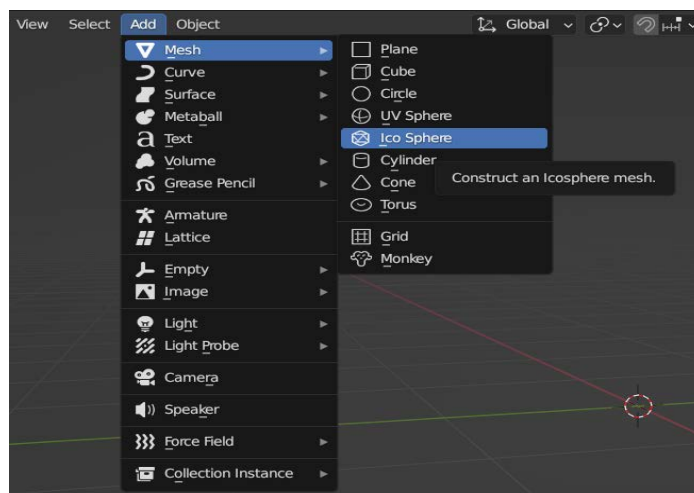 View Select Add Object Global
Mesh
Curve
Surface
Metaball
Text
Volume
Grease Pencil
Armature
Lattice
Empty
Image
Light
Light Probe
Camera
Speaker
Force Field
Collection Instance
Plane
Cube
Circle
UV Sphere
Ico Sphere
Cylinder
Cone
Torus
Grid
Monkey
Construct an Icosphere mesh.